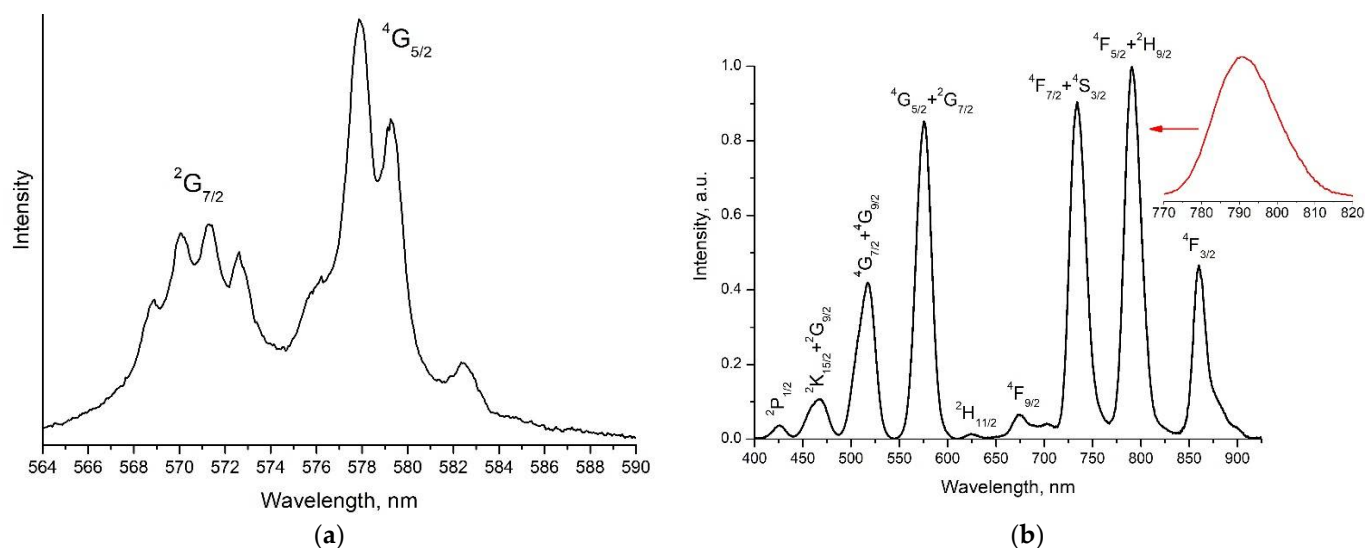 Intensity
²G₇/₂
⁴G₅/₂
564 566 568 570 572 574 576 578 580 582 584 586 588 590
Wavelength, nm
(a)
Intensity, a.u.
1.0
0.8
0.6
0.4
0.2
0.0
²P₁/₂
²K₁₅/₂+²G₉/₂
⁴G₇/₂+⁴G₉/₂
⁴G₅/₂+²G₇/₂
²H₁₁/₂
⁴F₉/₂
⁴F₇/₂+⁴S₃/₂
⁴F₅/₂+²H₉/₂
⁴F₃/₂
770 780 790 800 810 820
400 450 500 550 600 650 700 750 800 850 900
Wavelength, nm
(b)